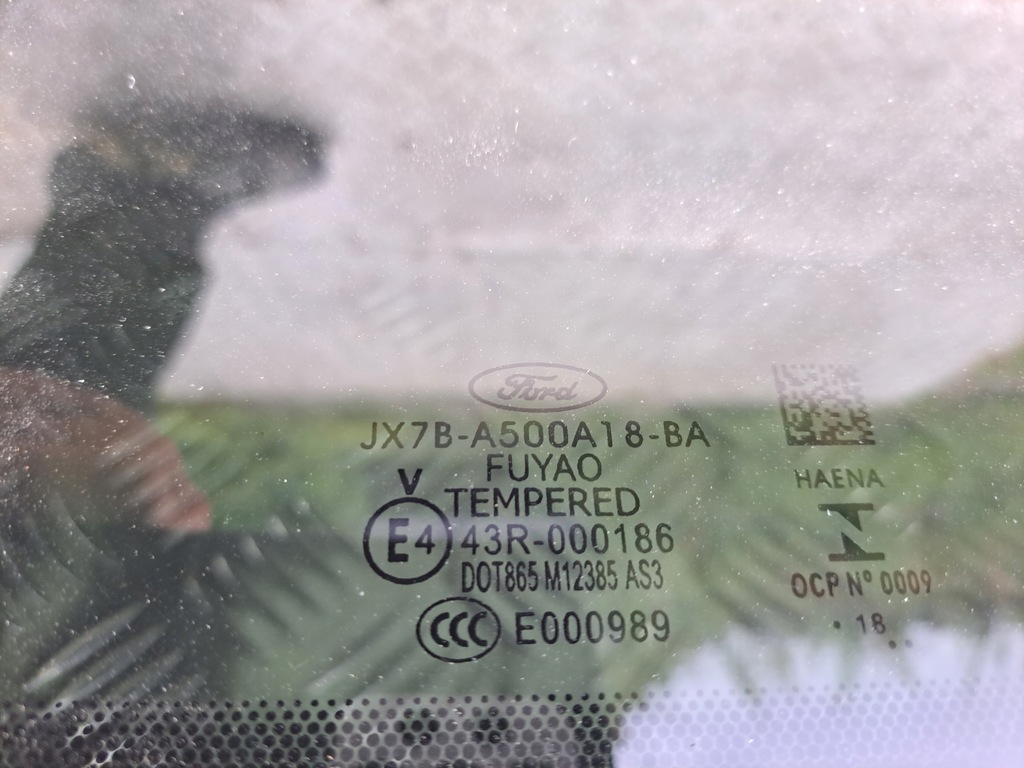 Ford
JX7B-A500A18-BA
FUYAO
V
TEMPERED
E4 43R-000186
DOT865 M12385 AS3
CCC E000989
HAENA
OCP Nº 0009
. 18 ..